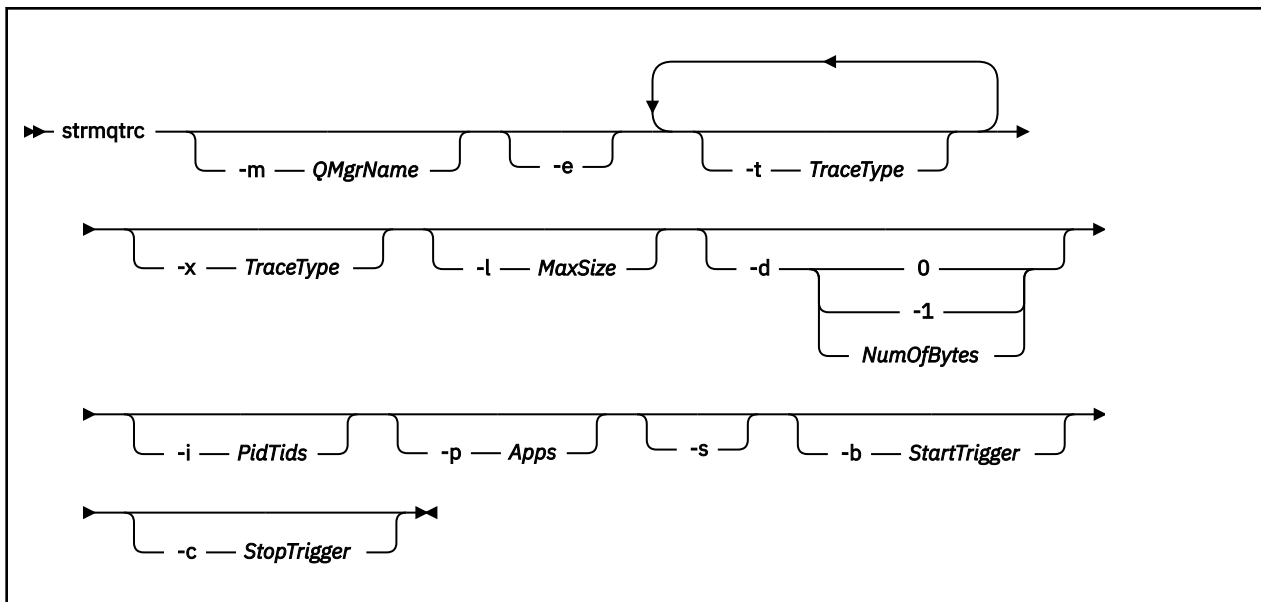 strmqtrc
-m QMgrName
-e
-t TraceType
-x TraceType
-l MaxSize
-d
0
-1
NumOfBytes
-i PidTids
-p Apps
-s
-b StartTrigger
-c StopTrigger